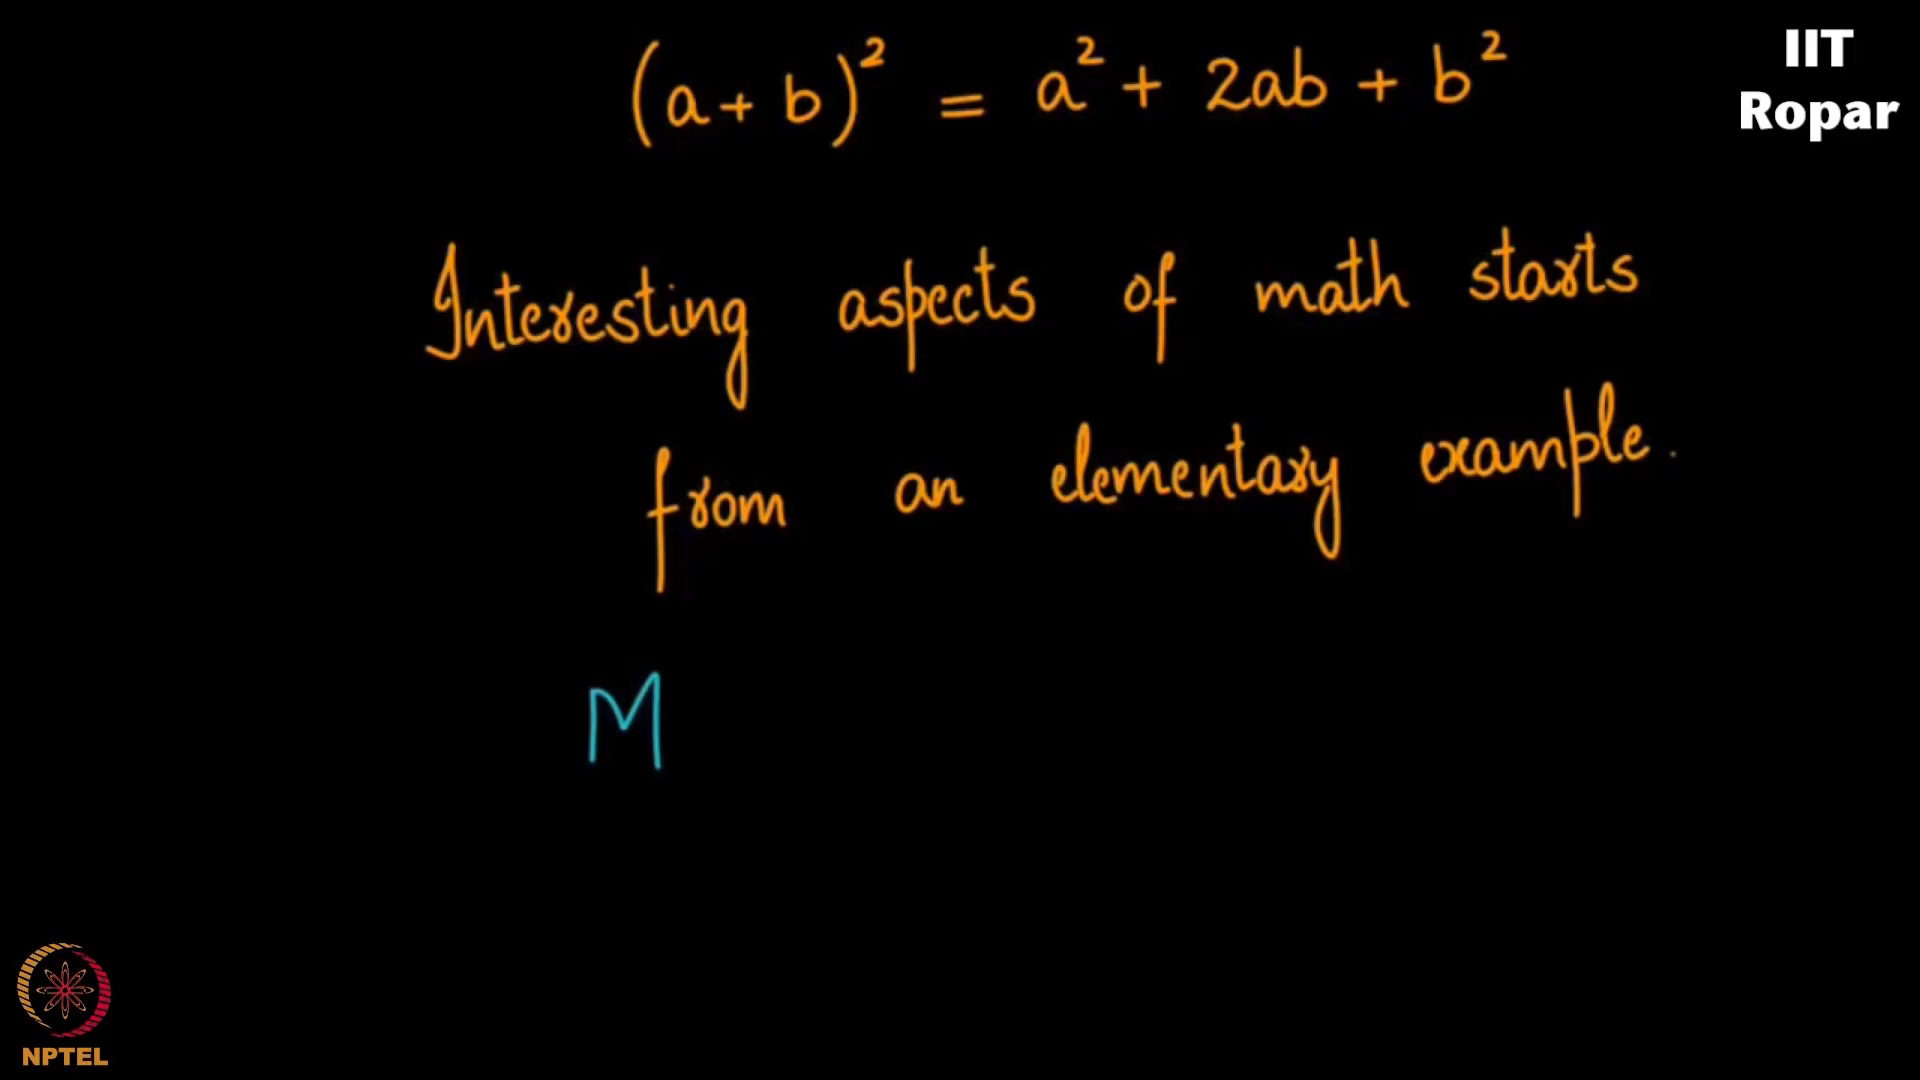 (a + b)² = a² + 2ab + b²
IIT
Ropar
Interesting aspects of math starts
from an elementary example.
M
NPTEL